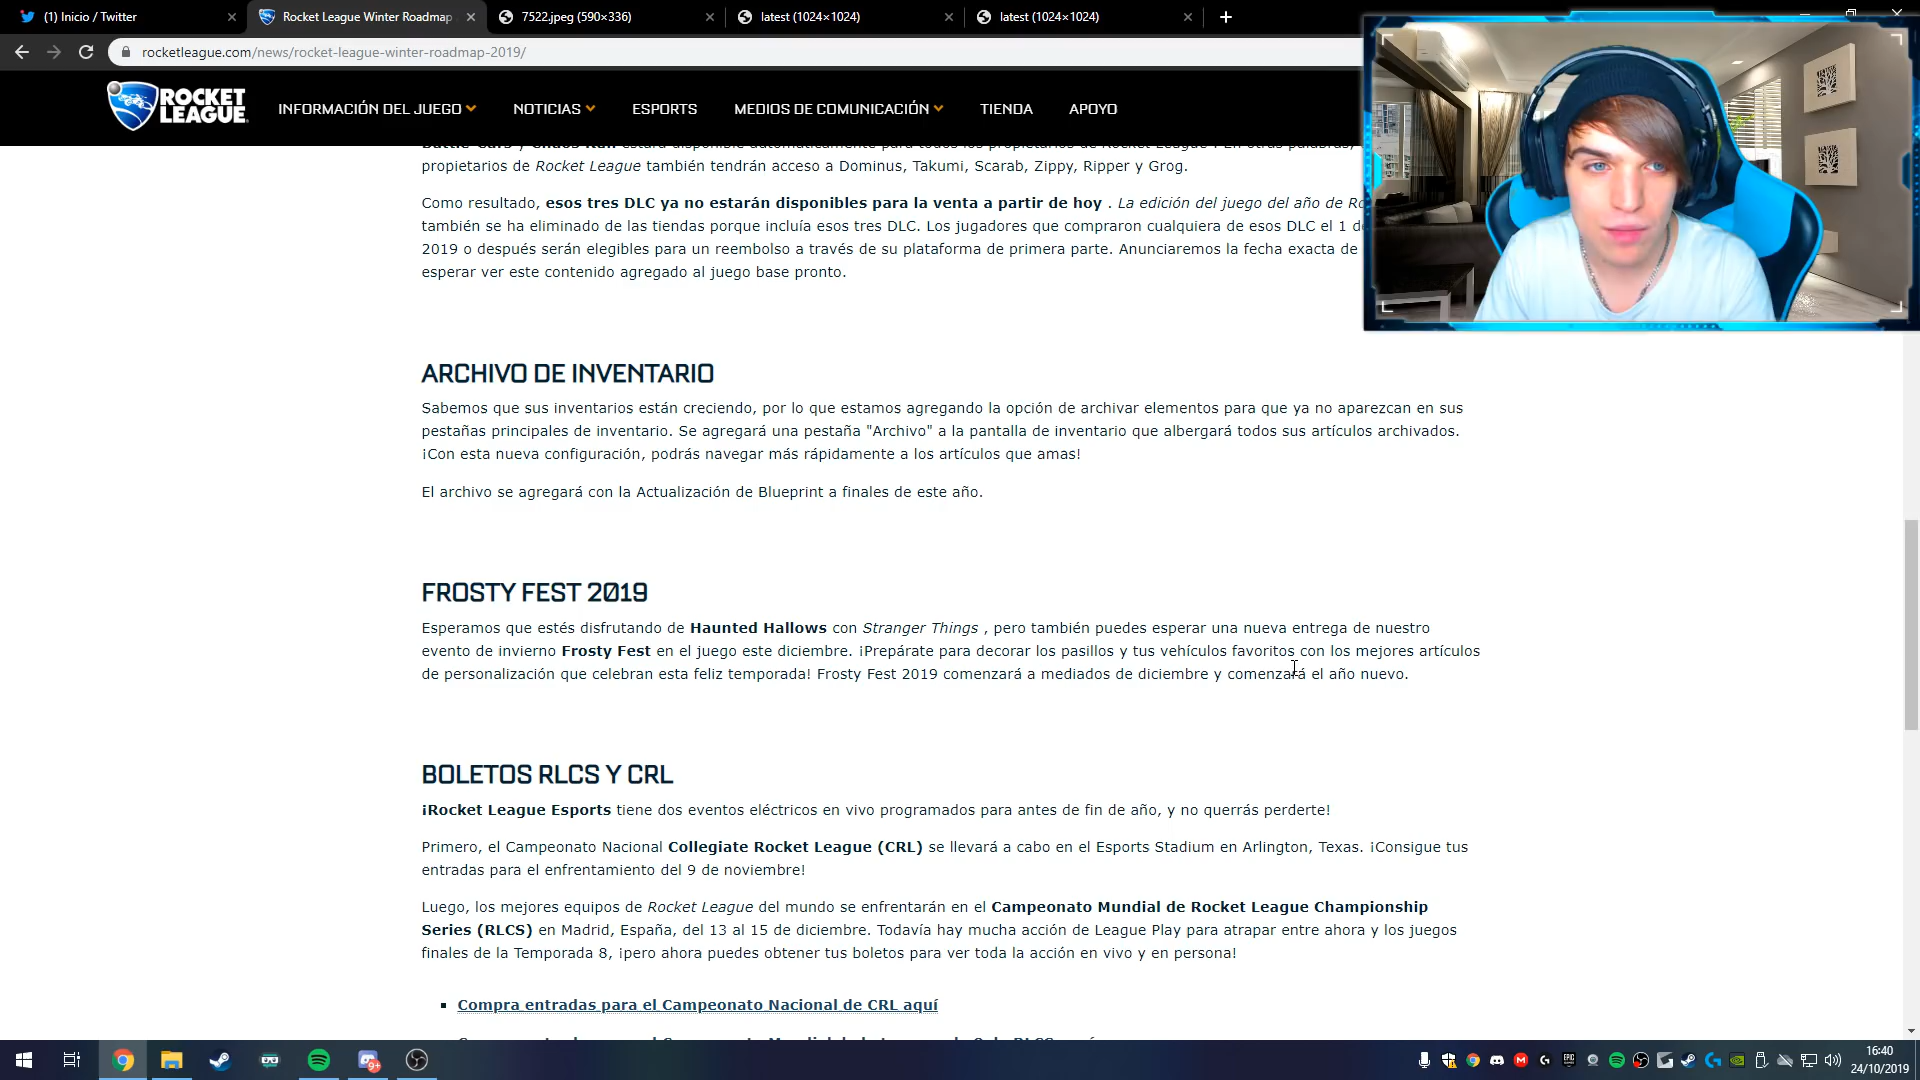 (1) Inicio / Twitter
Rocket League Winter Roadmap
7522.jpeg (590×336)
latest (1024×1024)
latest (1024×1024)
rocketleague.com/news/rocket-league-winter-roadmap-2019/
ROCKET LEAGUE
INFORMACIÓN DEL JUEGO
NOTICIAS
ESPORTS
MEDIOS DE COMUNICACIÓN
TIENDA
APOYO
propietarios de Rocket League también tendrán acceso a Dominus, Takumi, Scarab, Zippy, Ripper y Grog.
Como resultado, esos tres DLC ya no estarán disponibles para la venta a partir de hoy . La edición del juego del año de
también se ha eliminado de las tiendas porque incluía esos tres DLC. Los jugadores que compraron cualquiera de esos DLC el 1
2019 o después serán elegibles para un reembolso a través de su plataforma de primera parte. Anunciaremos la fecha exacta de
esperar ver este contenido agregado al juego base pronto.
ARCHIVO DE INVENTARIO
Sabemos que sus inventarios están creciendo, por lo que estamos agregando la opción de archivar elementos para que ya no aparezcan en sus
pestañas principales de inventario. Se agregará una pestaña "Archivo" a la pantalla de inventario que albergará todos sus artículos archivados.
¡Con esta nueva configuración, podrás navegar más rápidamente a los artículos que amas!
El archivo se agregará con la Actualización de Blueprint a finales de este año.
FROSTY FEST 2019
Esperamos que estés disfrutando de Haunted Hallows con Stranger Things , pero también puedes esperar una nueva entrega de nuestro
evento de invierno Frosty Fest en el juego este diciembre. ¡Prepárate para decorar los pasillos y tus vehículos favoritos con los mejores artículos
de personalización que celebran esta feliz temporada! Frosty Fest 2019 comenzará a mediados de diciembre y comenzará el año nuevo.
BOLETOS RLCS Y CRL
¡Rocket League Esports tiene dos eventos eléctricos en vivo programados para antes de fin de año, y no querrás perderte!
Primero, el Campeonato Nacional Collegiate Rocket League (CRL) se llevará a cabo en el Esports Stadium en Arlington, Texas. ¡Consigue tus
entradas para el enfrentamiento del 9 de noviembre!
Luego, los mejores equipos de Rocket League del mundo se enfrentarán en el Campeonato Mundial de Rocket League Championship
Series (RLCS) en Madrid, España, del 13 al 15 de diciembre. Todavía hay mucha acción de League Play para atrapar entre ahora y los juegos
finales de la Temporada 8, ¡pero ahora puedes obtener tus boletos para ver toda la acción en vivo y en persona!
Compra entradas para el Campeonato Nacional de CRL aquí
16:40
24/10/2019